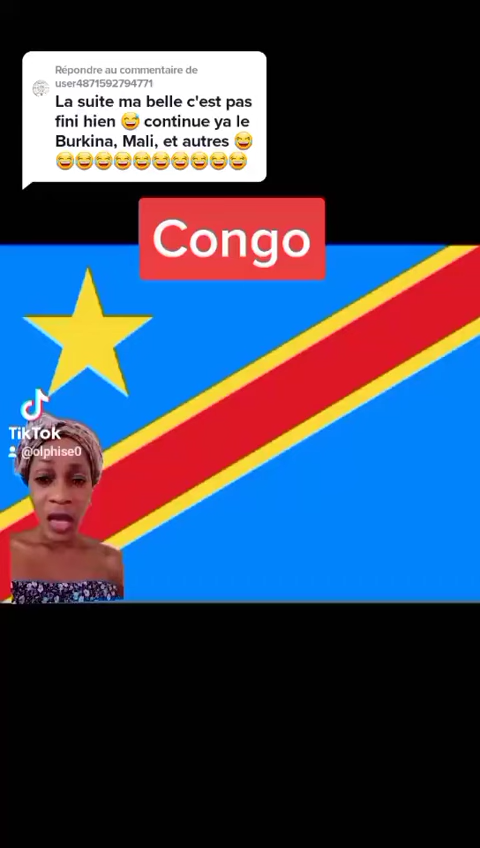 Répondre au commentaire de
user4871592794771
La suite ma belle c'est pas
fini hien 😅 continue ya le
Burkina, Mali, et autres 😂
😂😂😂😂😂😂😂😂😂😂
Congo
TikTok
@olphise0